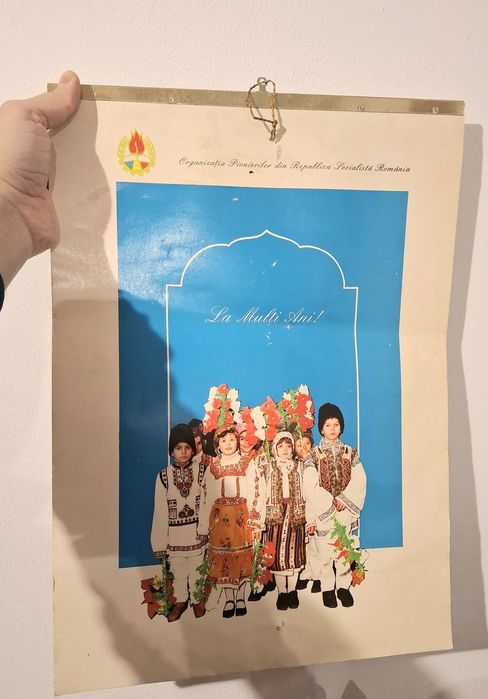 Organizația Pionierilor din Republica Socialistă România
La Mulți Ani!